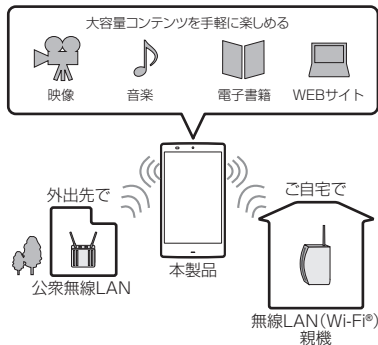 大容量コンテンツを手軽に楽しめる
映像
音楽
電子書籍
WEBサイト
外出先で
ご自宅で
公衆無線LAN
本製品
無線LAN(Wi-Fi®)
親機